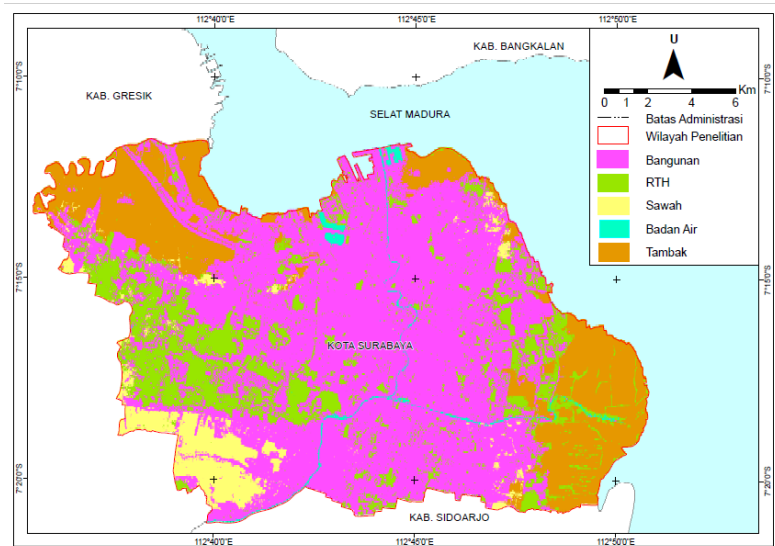 112°40'0"E 112°45'0"E 112°50'0"E
KAB. BANGKALAN
U
7°10'0"S
7°10'0"S
KAB. GRESIK
Km
0 1 2 4 6
SELAT MADURA
Batas Administrasi
Wilayah Penelitian
Bangunan
RTH
Sawah
Badan Air
Tambak
7°15'0"S
7°15'0"S
KOTA SURABAYA
7°20'0"S
7°20'0"S
KAB. SIDOARJO
112°40'0"E 112°45'0"E 112°50'0"E